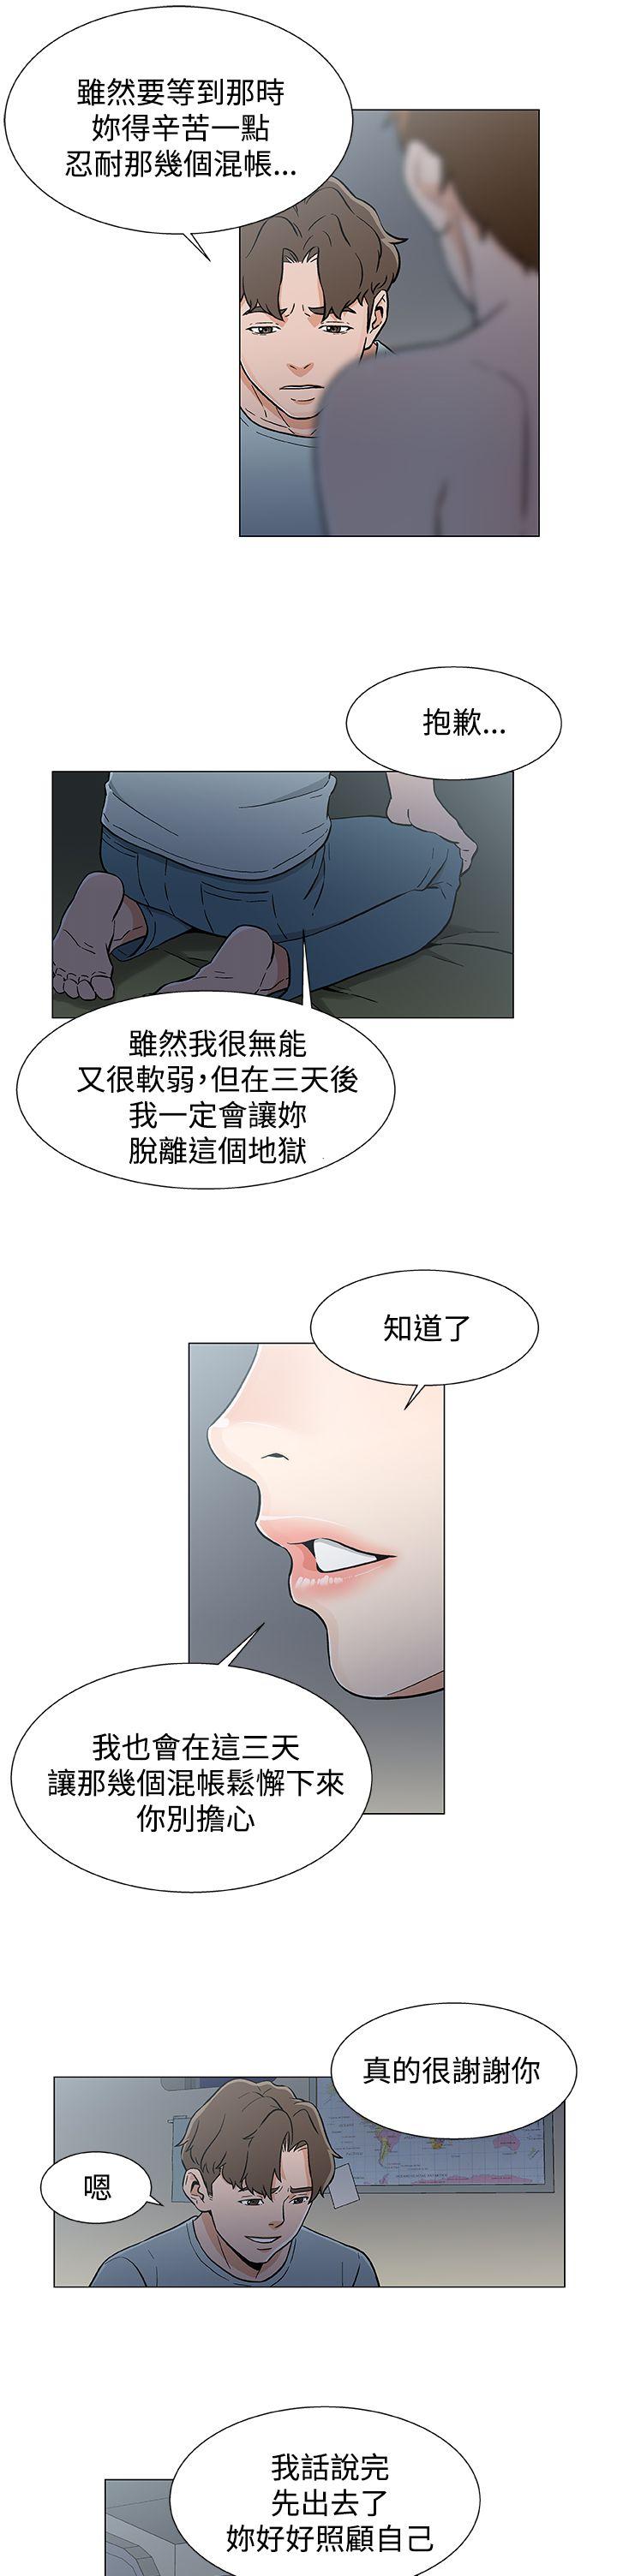 雖然要等到那時
妳得辛苦一點
忍耐那幾個混帳...
抱歉...
雖然我很無能
又很軟弱，但在三天後
我一定會讓妳
脫離這個地獄
知道了
我也會在這三天
讓那幾個混帳鬆懈下來
你別擔心
真的很謝謝你
嗯
我話說完
先出去了
妳好好照顧自己